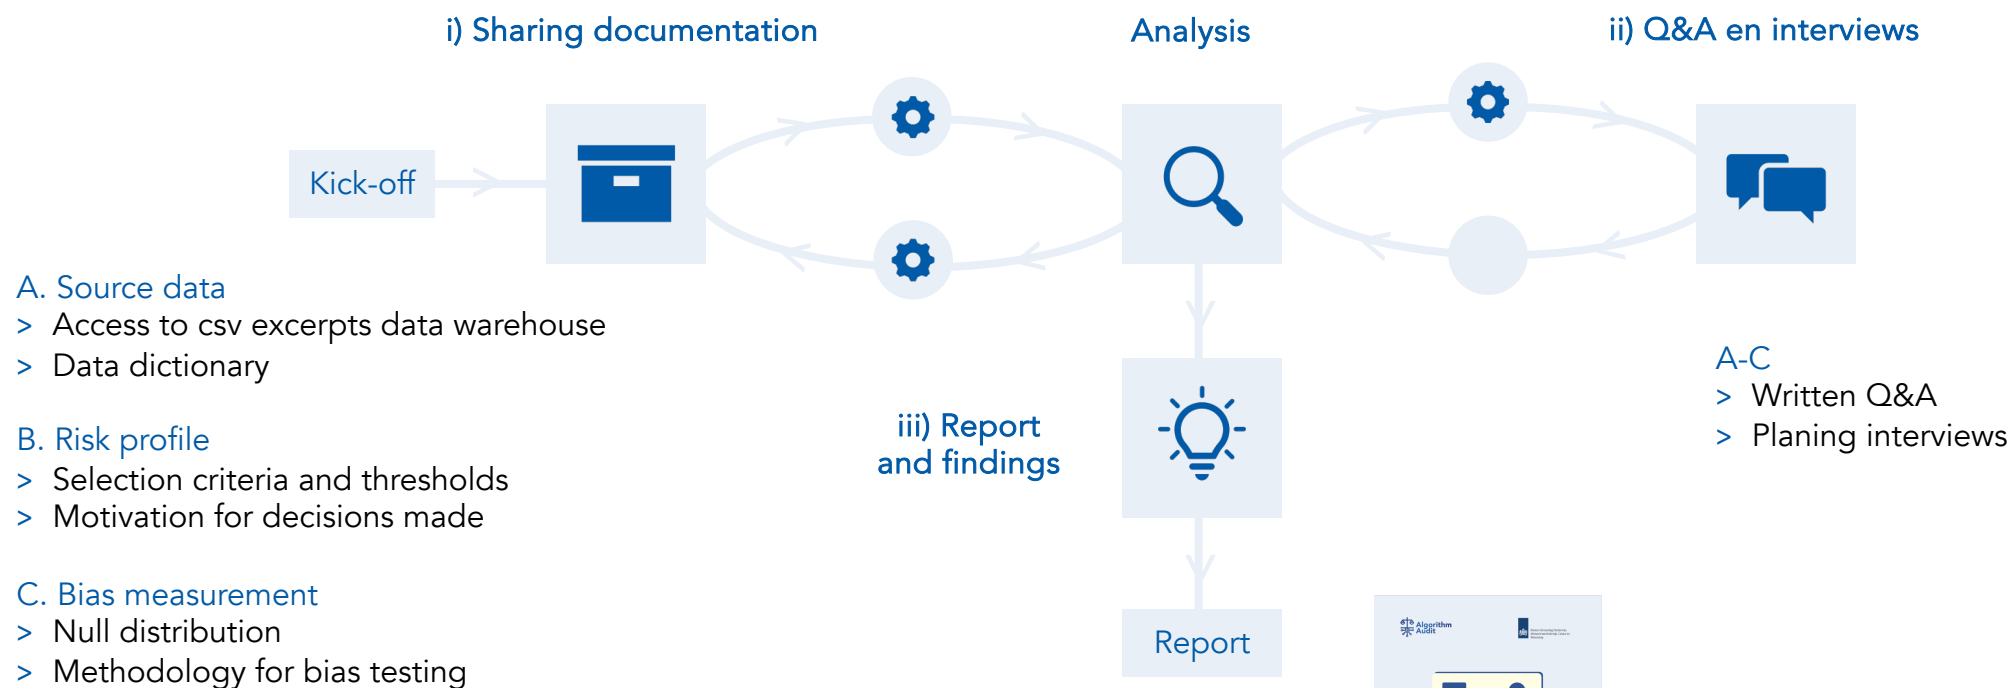 i) Sharing documentation
Analysis
ii) Q&A en interviews
Kick-off
A. Source data
> Access to csv excerpts data warehouse
> Data dictionary
B. Risk profile
> Selection criteria and thresholds
> Motivation for decisions made
C. Bias measurement
> Null distribution
> Methodology for bias testing
iii) Report
and findings
A-C
> Written Q&A
> Planing interviews
Report
Algorithm
Audit